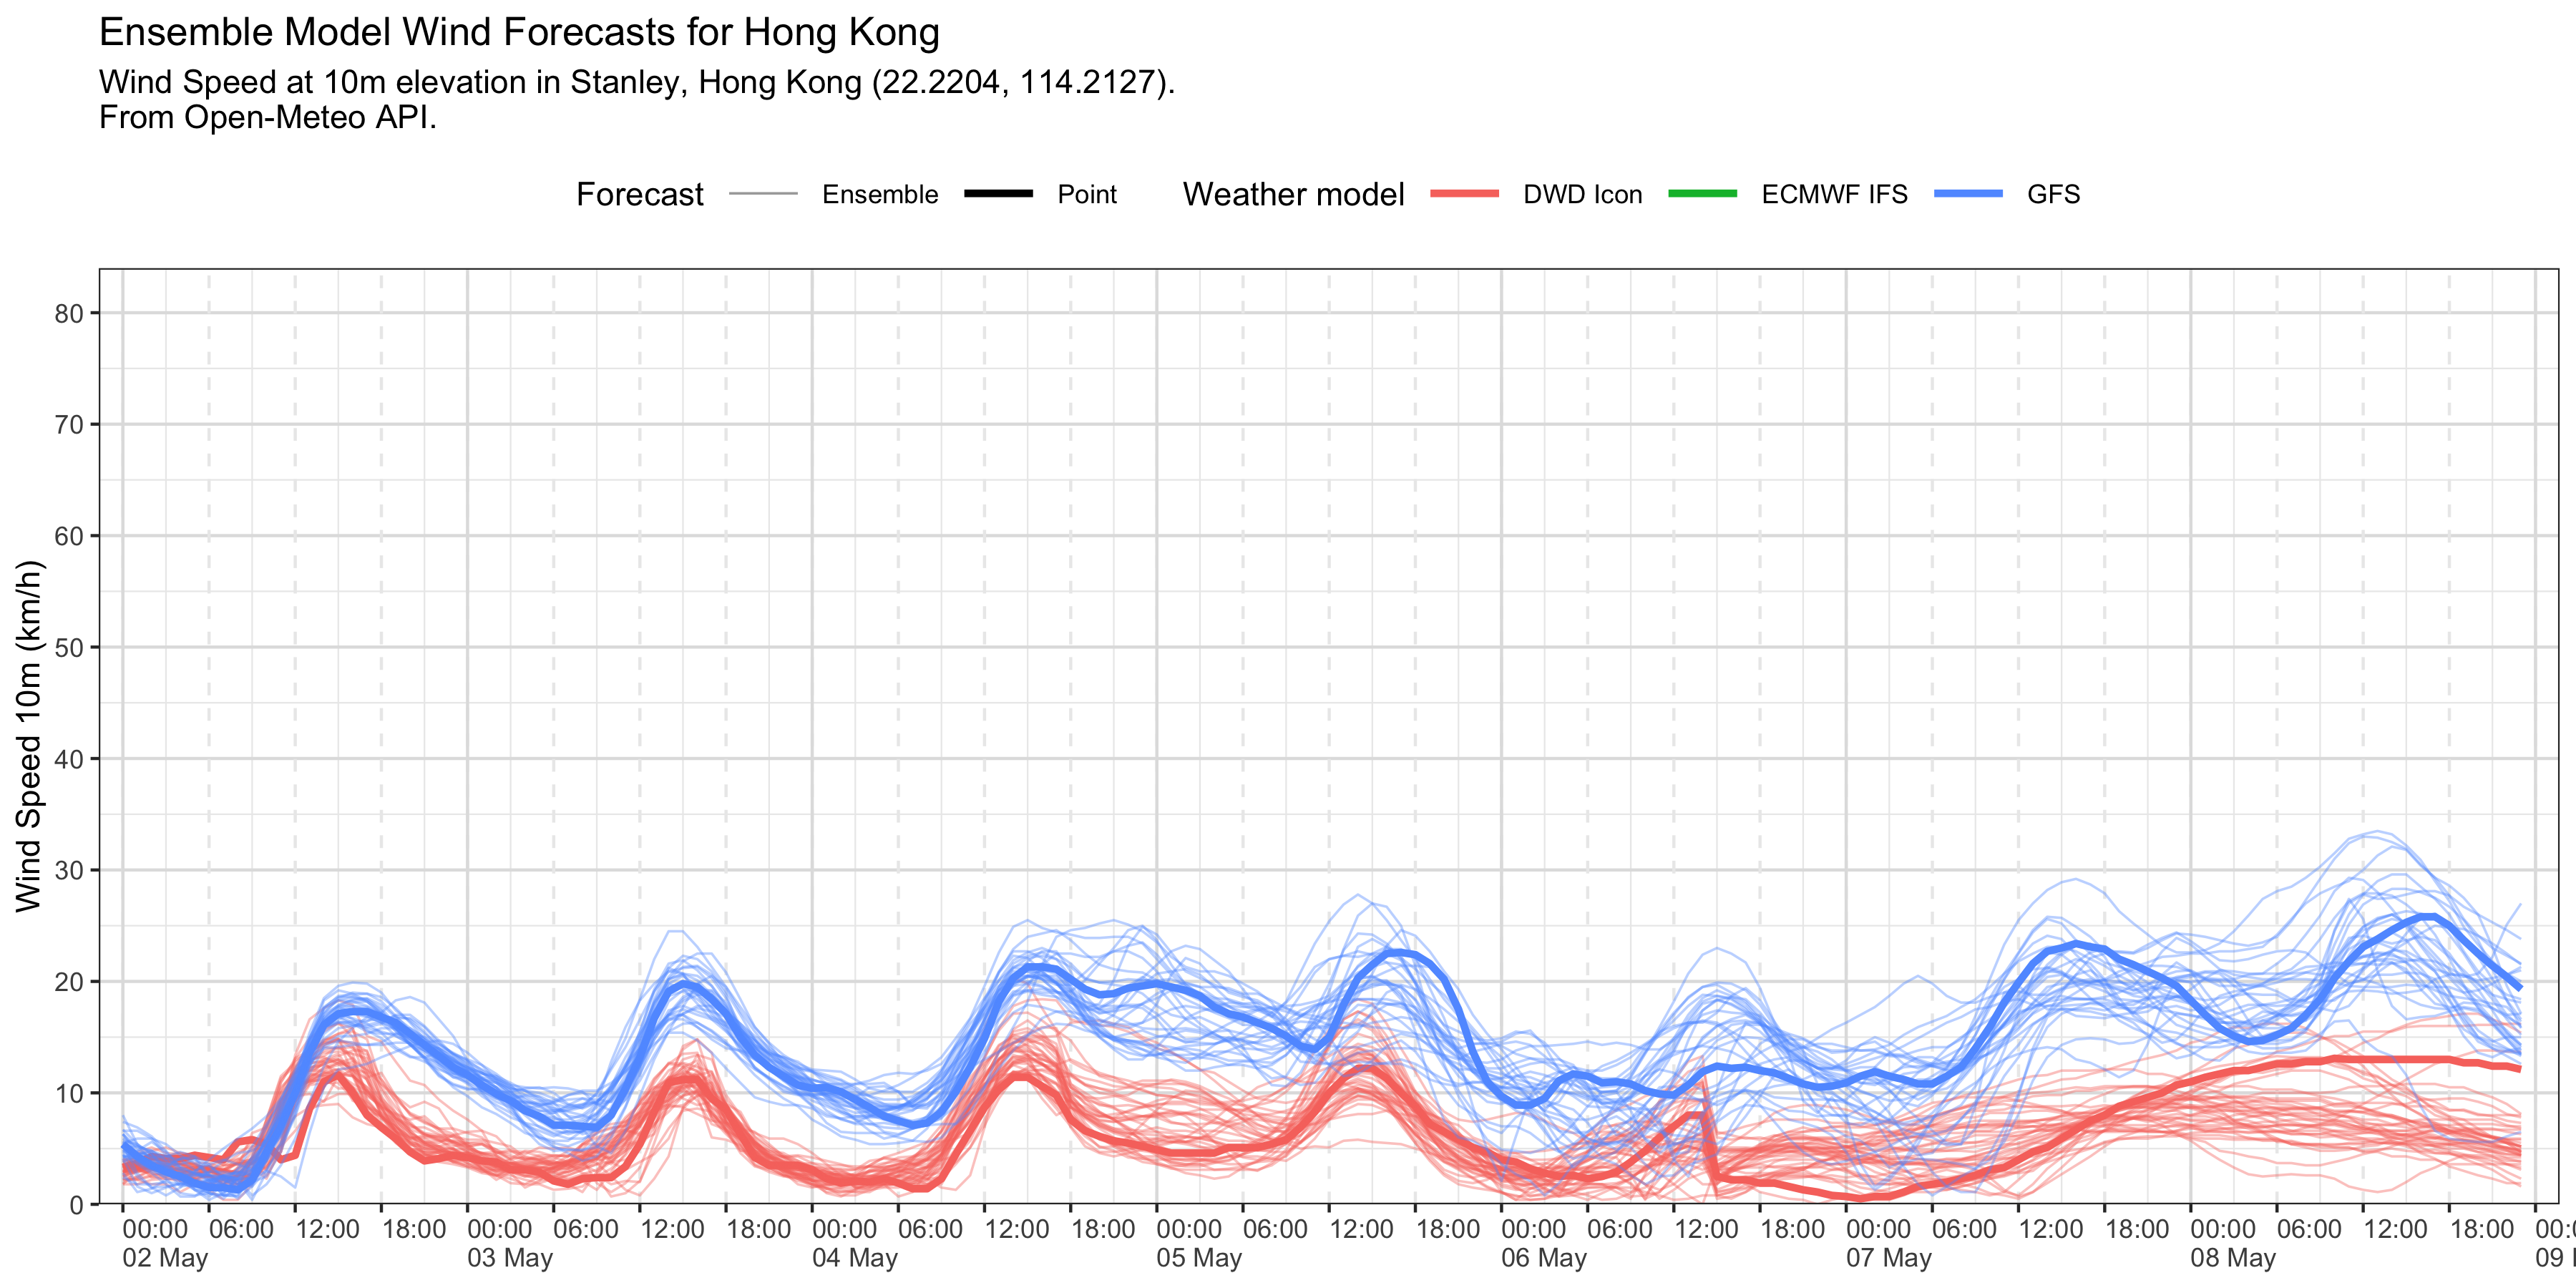 Ensemble Model Wind Forecasts for Hong Kong
Wind Speed at 10m elevation in Stanley, Hong Kong (22.2204, 114.2127).
From Open-Meteo API.
Forecast Ensemble Point Weather model DWD Icon ECMWF IFS GFS
Wind Speed 10m (km/h)
80
70
60
50
40
30
20
10
0
00:00 06:00 12:00 18:00 00:00 06:00 12:00 18:00 00:00 06:00 12:00 18:00 00:00 06:00 12:00 18:00 00:00 06:00 12:00 18:00 00:00 06:00 12:00 18:00 00:00 06:00 12:00 18:00
02 May 03 May 04 May 05 May 06 May 07 May 08 May 09